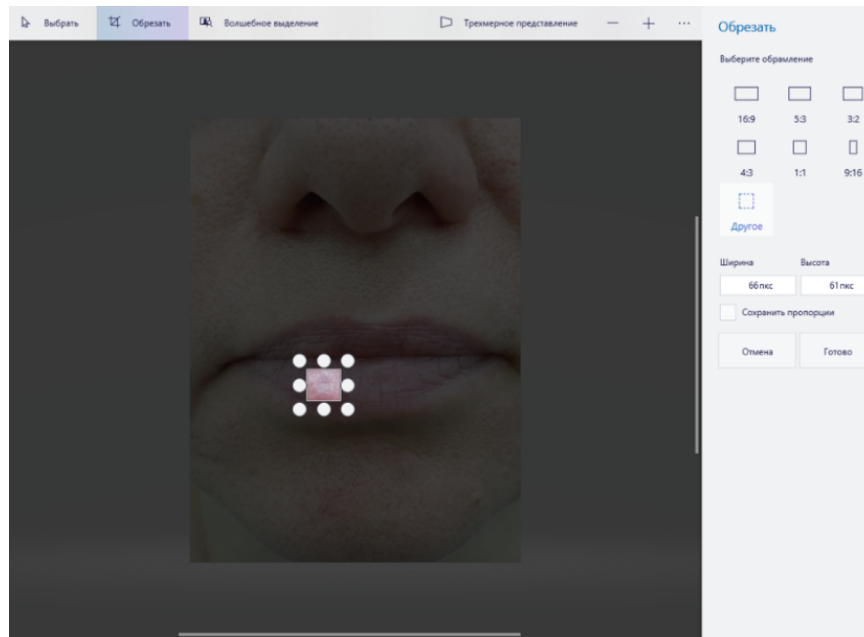 Выбрать Обрезать Волшебное выделение Трехмерное представление
Обрезать
Выберите обрамление
16:9 5:3 3:2
4:3 1:1 9:16
Другое
Ширина Высота
66пкс 61пкс
Сохранить пропорции
Отмена Готово